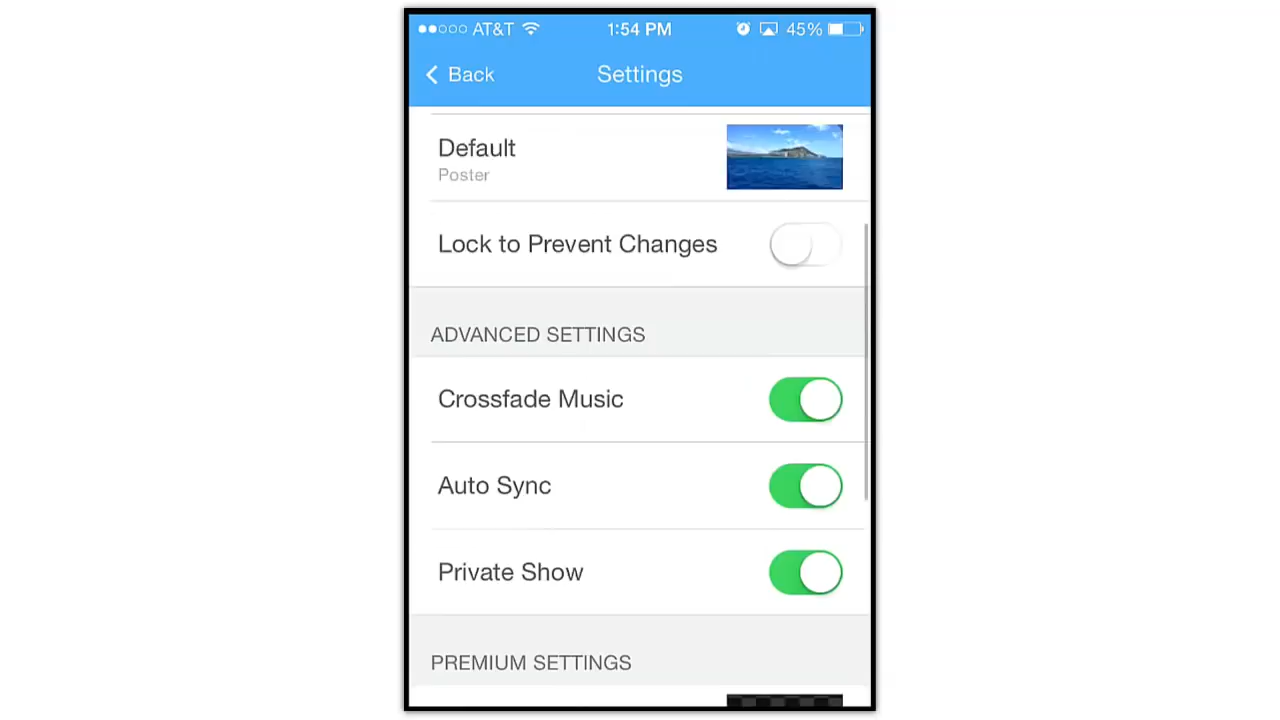 AT&T 1:54 PM 45%
Back Settings
Default
Poster
Lock to Prevent Changes
ADVANCED SETTINGS
Crossfade Music
Auto Sync
Private Show
PREMIUM SETTINGS